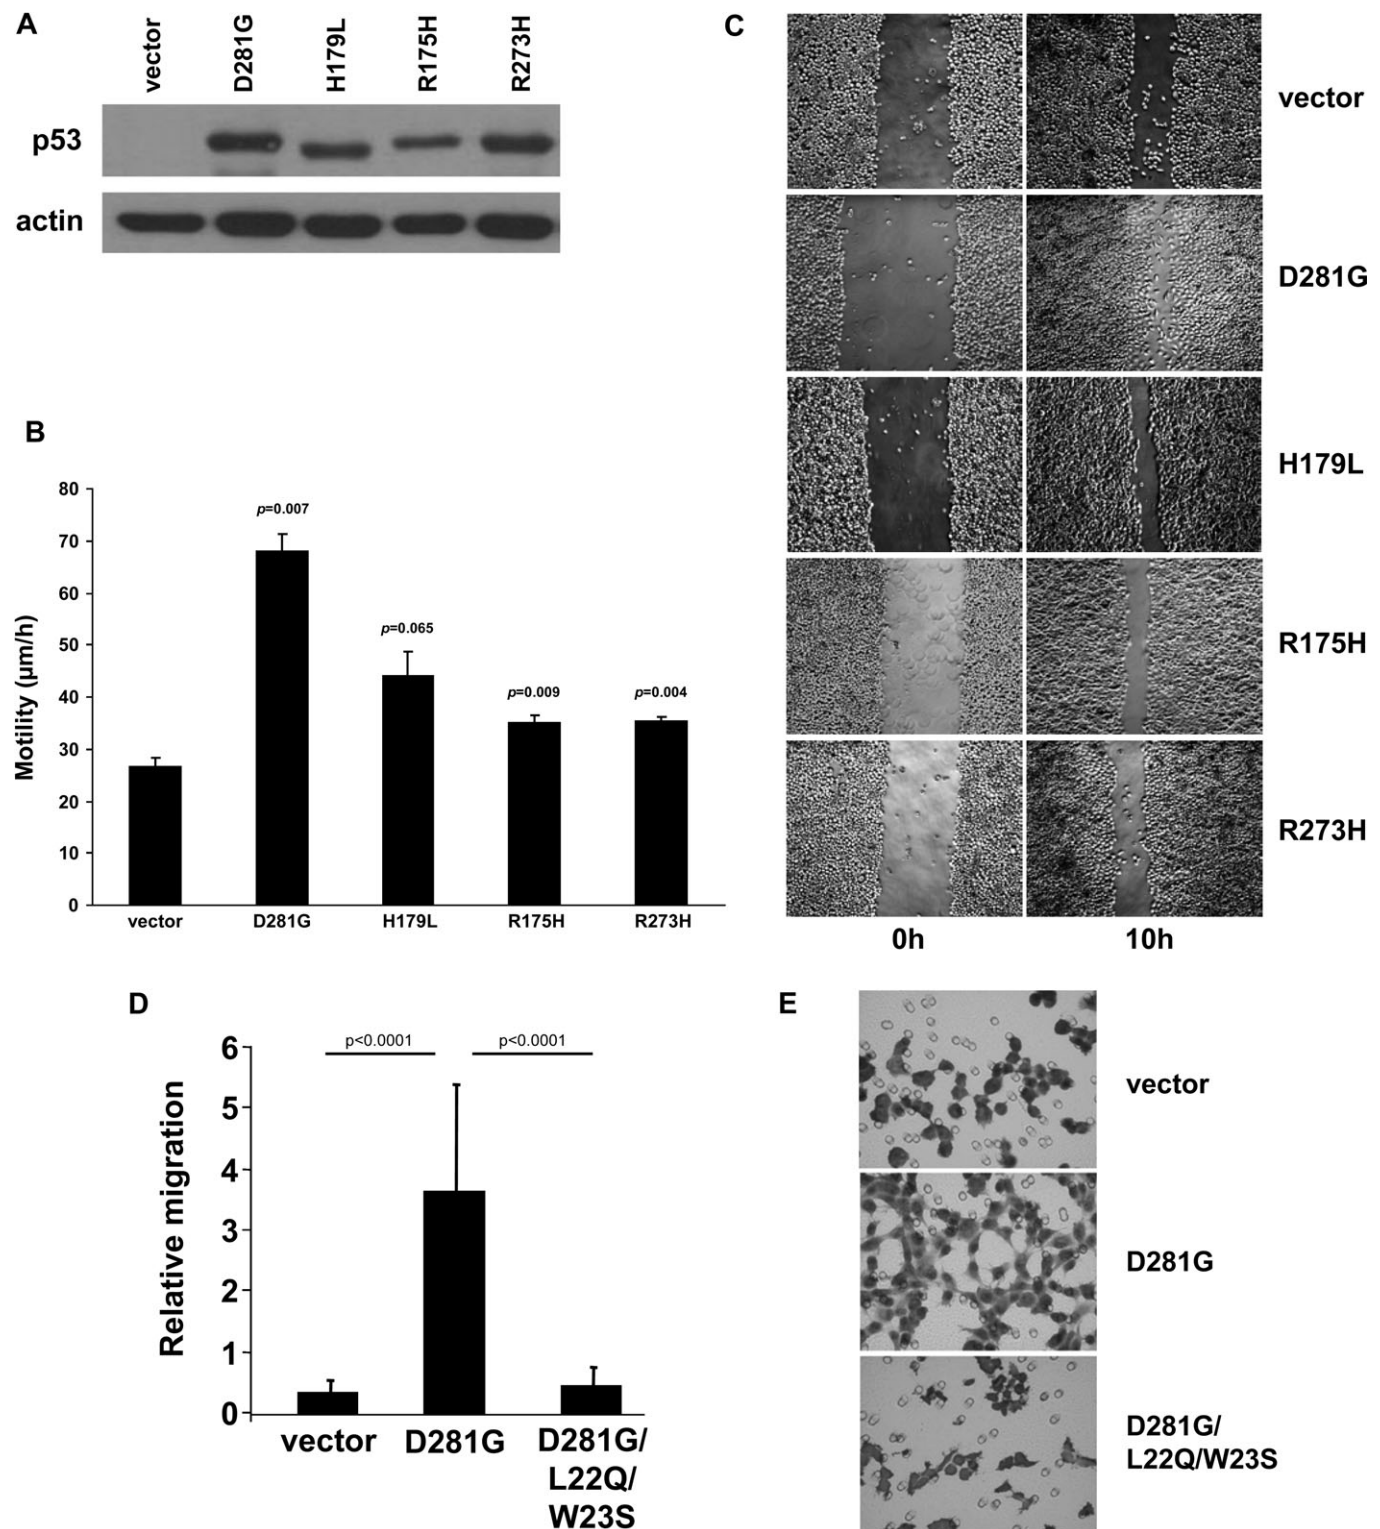 A
vector
D281G
H179L
R175H
R273H
p53
actin
B
Motility (μm/h)
80
70
60
50
40
30
20
10
0
p=0.007
p=0.065
p=0.009
p=0.004
vector
D281G
H179L
R175H
R273H
C
vector
D281G
H179L
R175H
R273H
0h
10h
D
Relative migration
6
5
4
3
2
1
0
p<0.0001
p<0.0001
vector
D281G
D281G/
L22Q/
W23S
E
vector
D281G
D281G/
L22Q/W23S